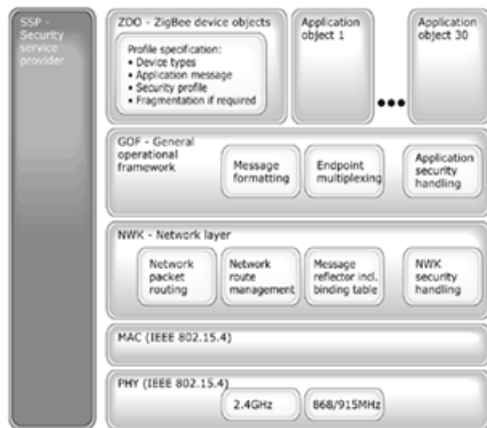 SSP -
Security
service
provider
ZDO - ZigBee device objects
Profile specification:
• Device types
• Application message
• Security profile
• Fragmentation if required
Application
object 1
•••
Application
object 30
GOF - General
operational
framework
Message
formatting
Endpoint
multiplexing
Application
security
handling
NWK - Network layer
Network
packet
routing
Network
route
management
Message
reflector incl.
binding table
NWK
security
handling
MAC (IEEE 802.15.4)
PHY (IEEE 802.15.4)
2.4GHz
868/915MHz